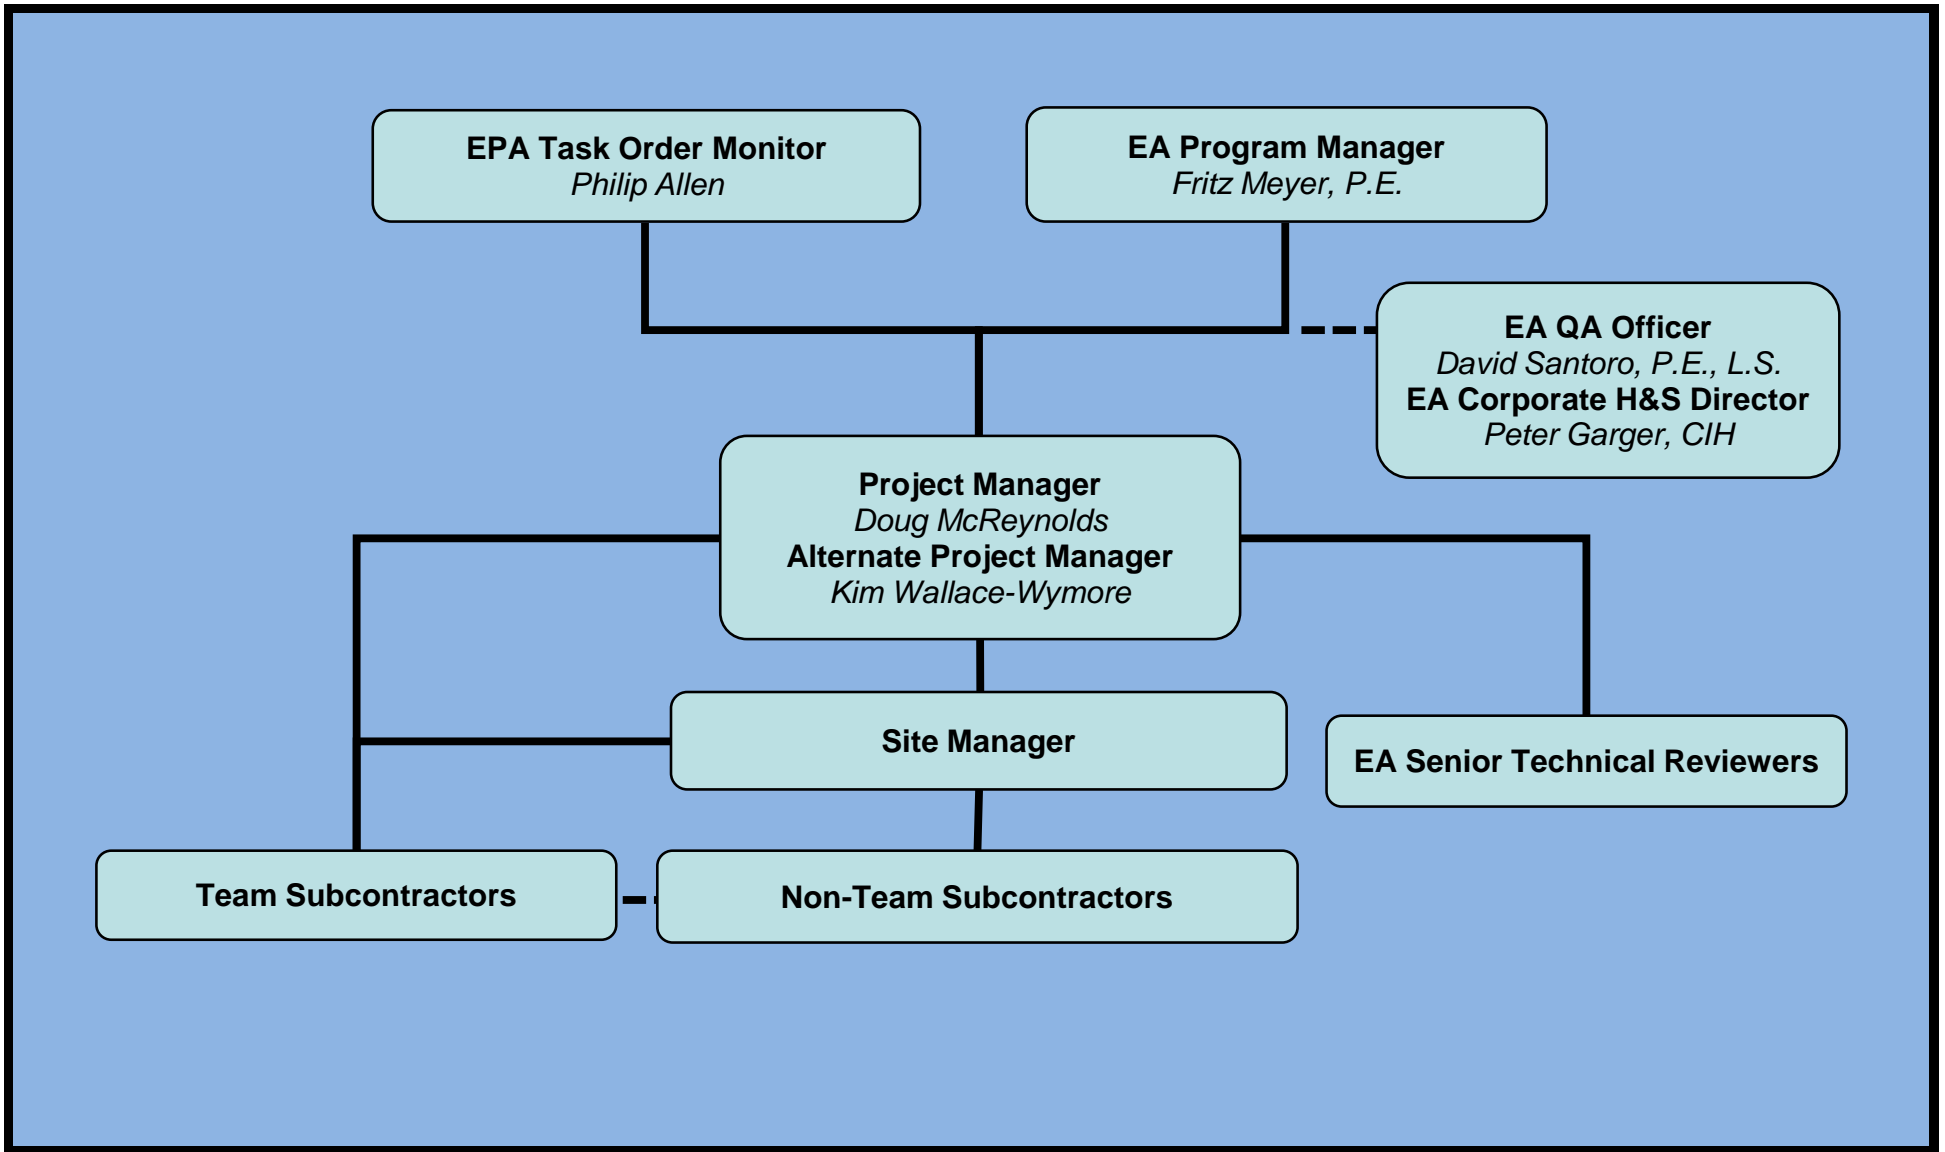 EPA Task Order Monitor
Philip Allen
EA Program Manager
Fritz Meyer, P.E.
EA QA Officer
David Santoro, P.E., L.S.
EA Corporate H&S Director
Peter Garger, CIH
Project Manager
Doug McReynolds
Alternate Project Manager
Kim Wallace-Wymore
Site Manager
EA Senior Technical Reviewers
Team Subcontractors
Non-Team Subcontractors